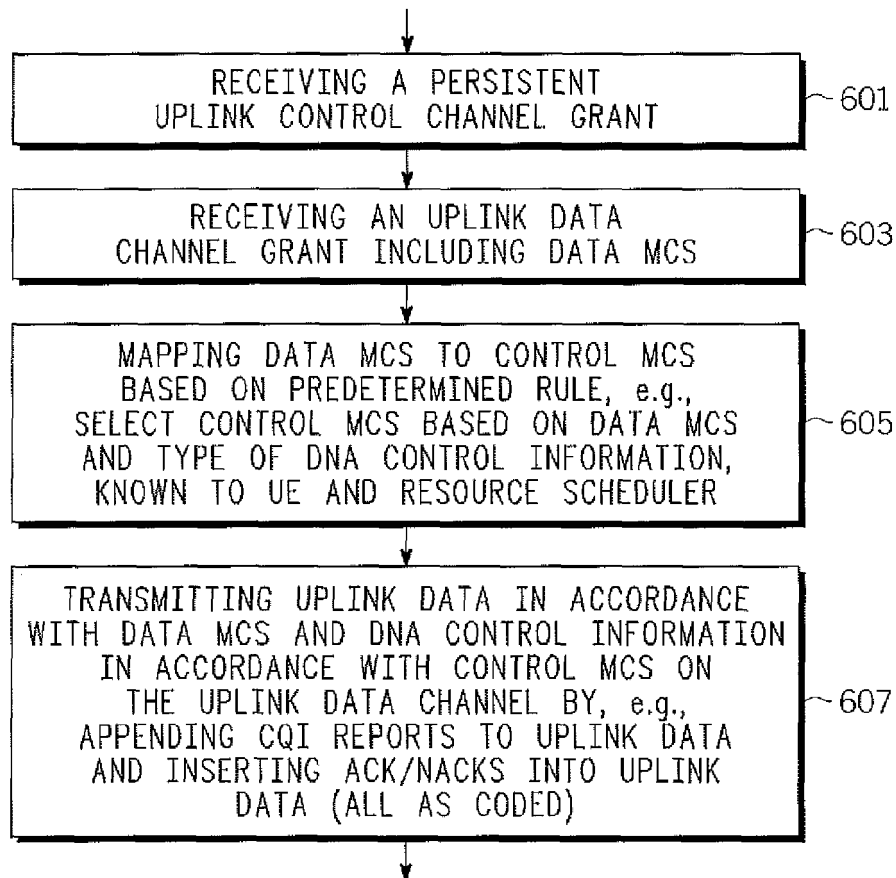 RECEIVING A PERSISTENT
UPLINK CONTROL CHANNEL GRANT
601
RECEIVING AN UPLINK DATA
CHANNEL GRANT INCLUDING DATA MCS
603
MAPPING DATA MCS TO CONTROL MCS
BASED ON PREDETERMINED RULE, e.g.,
SELECT CONTROL MCS BASED ON DATA MCS
AND TYPE OF DNA CONTROL INFORMATION,
KNOWN TO UE AND RESOURCE SCHEDULER
605
TRANSMITTING UPLINK DATA IN ACCORDANCE
WITH DATA MCS AND DNA CONTROL INFORMATION
IN ACCORDANCE WITH CONTROL MCS ON
THE UPLINK DATA CHANNEL BY, e.g.,
APPENDING CQI REPORTS TO UPLINK DATA
AND INSERTING ACK/NACKS INTO UPLINK
DATA (ALL AS CODED)
607